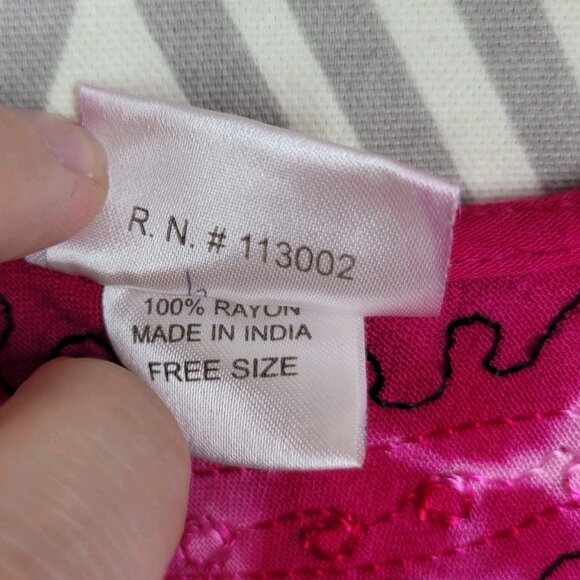 R. N. # 113002
100% RAYON
MADE IN INDIA
FREE SIZE